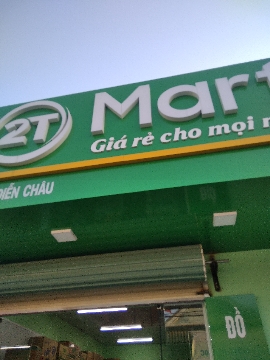 2T Mart
Giá rẻ cho mọi
DIỄN CHÂU
ĐỒ